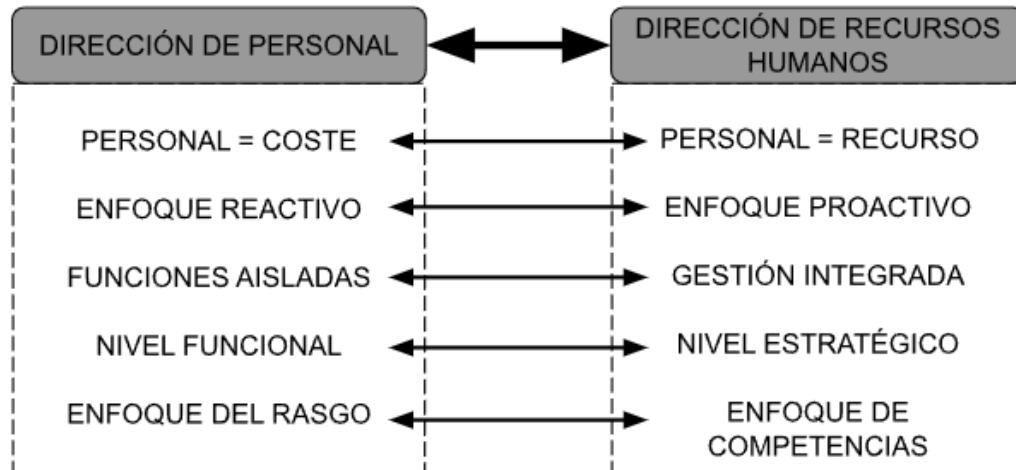 DIRECCIÓN DE PERSONAL
DIRECCIÓN DE RECURSOS
HUMANOS
PERSONAL = COSTE
PERSONAL = RECURSO
ENFOQUE REACTIVO
ENFOQUE PROACTIVO
FUNCIONES AISLADAS
GESTIÓN INTEGRADA
NIVEL FUNCIONAL
NIVEL ESTRATÉGICO
ENFOQUE DEL RASGO
ENFOQUE DE
COMPETENCIAS